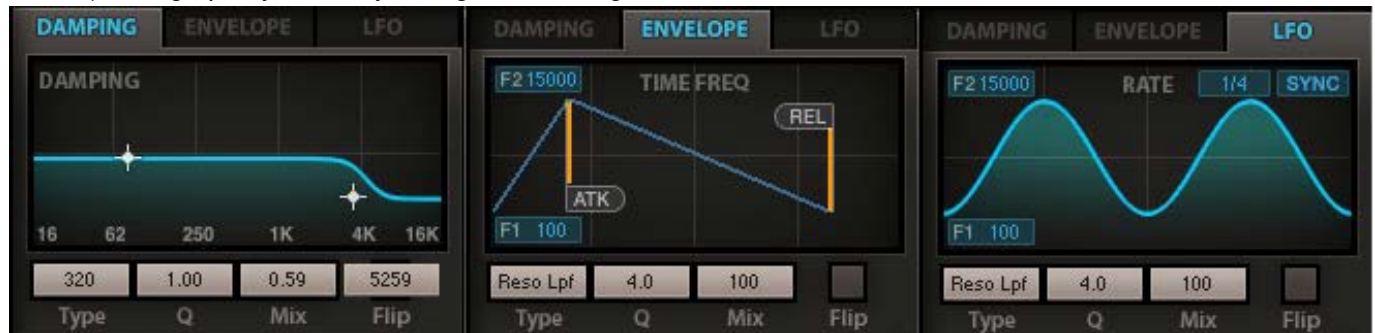 DAMPING ENVELOPE LFO
DAMPING
16 62 250 1K 4K 16K
320 1.00 0.59 5259
Type Q Mix Flip
DAMPING ENVELOPE LFO
F2 15000 TIME FREQ
REL
ATK
F1 100
Reso Lpf 4.0 100
Type Q Mix Flip
DAMPING ENVELOPE LFO
F2 15000 RATE 1/4 SYNC
F1 100
Reso Lpf 4.0 100
Type Q Mix Flip